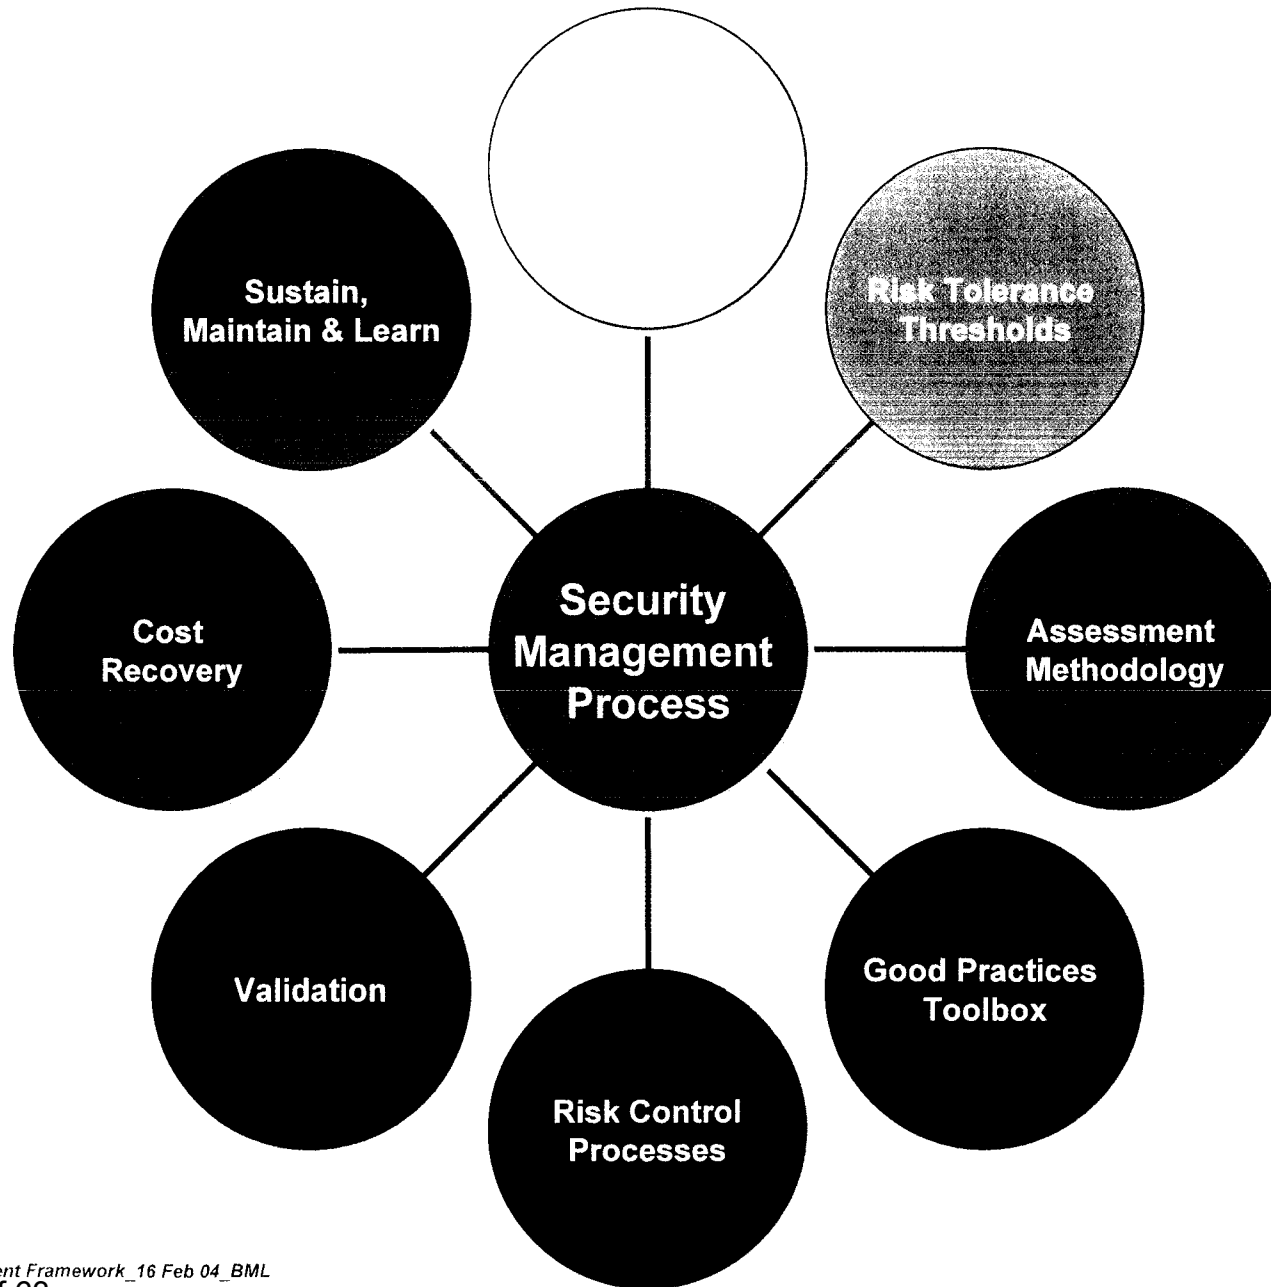 Sustain,
Maintain & Learn
Risk Tolerance
Thresholds
Cost
Recovery
Security
Management
Process
Assessment
Methodology
Validation
Good Practices
Toolbox
Risk Control
Processes
ent Framework_16 Feb 04_BML